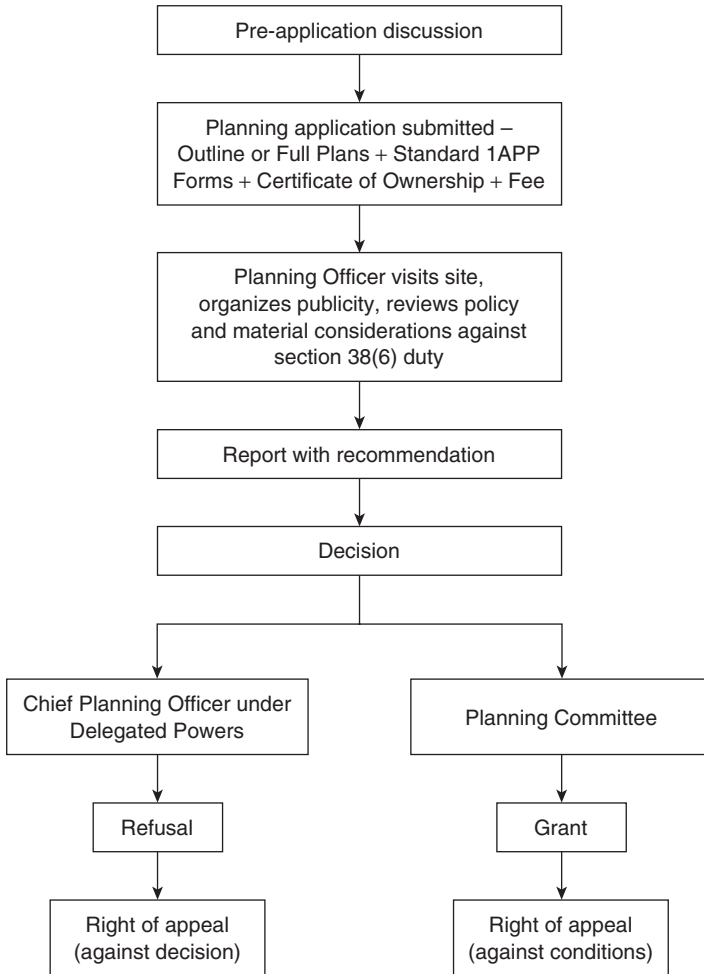 Pre-application discussion
Planning application submitted –
Outline or Full Plans + Standard 1APP
Forms + Certificate of Ownership + Fee
Planning Officer visits site,
organizes publicity, reviews policy
and material considerations against
section 38(6) duty
Report with recommendation
Decision
Chief Planning Officer under
Delegated Powers
Planning Committee
Refusal
Grant
Right of appeal
(against decision)
Right of appeal
(against conditions)